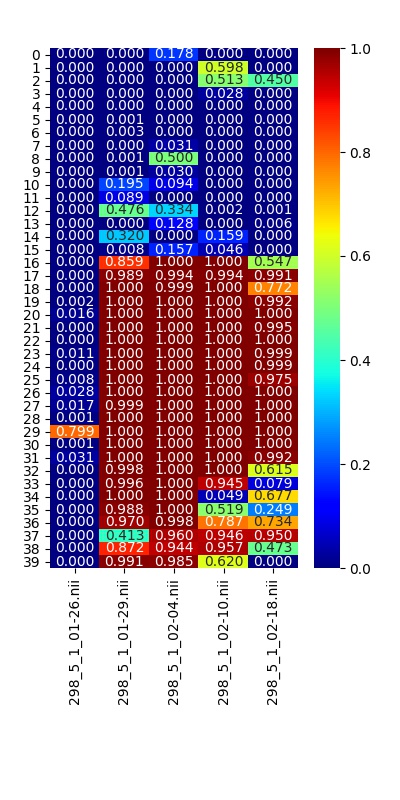 0 0.000 0.000 0.178 0.000 0.000
1 0.000 0.000 0.000 0.598 0.000
2 0.000 0.000 0.000 0.513 0.450
3 0.000 0.000 0.000 0.028 0.000
4 0.000 0.000 0.000 0.000 0.000
5 0.000 0.001 0.000 0.000 0.000
6 0.000 0.003 0.000 0.000 0.000
7 0.000 0.000 0.031 0.000 0.000
8 0.000 0.001 0.500 0.000 0.000
9 0.000 0.001 0.030 0.000 0.000
10 0.000 0.195 0.094 0.000 0.000
11 0.000 0.089 0.000 0.000 0.000
12 0.000 0.476 0.334 0.000 0.001
13 0.000 0.000 0.128 0.000 0.006
14 0.000 0.320 0.000 0.159 0.000
15 0.000 0.008 0.157 0.046 0.000
16 0.000 0.859 1.000 1.000 0.547
17 0.000 0.989 0.994 0.994 0.991
18 0.000 1.000 0.999 1.000 0.772
19 0.002 1.000 1.000 1.000 0.992
20 0.016 1.000 1.000 1.000 1.000
21 0.000 1.000 1.000 1.000 0.995
22 0.000 1.000 1.000 1.000 1.000
23 0.011 1.000 1.000 1.000 0.999
24 0.000 1.000 1.000 1.000 0.999
25 0.008 1.000 1.000 1.000 0.975
26 0.028 1.000 1.000 1.000 1.000
27 0.017 0.999 1.000 1.000 1.000
28 0.001 1.000 1.000 1.000 1.000
29 0.799 1.000 1.000 1.000 1.000
30 0.001 1.000 1.000 1.000 1.000
31 0.031 1.000 1.000 1.000 0.992
32 0.000 0.998 1.000 1.000 0.615
33 0.000 0.996 1.000 0.945 0.079
34 0.000 1.000 1.000 0.049 0.677
35 0.000 0.988 1.000 0.519 0.249
36 0.000 0.970 0.998 0.787 0.734
37 0.000 0.413 0.960 0.946 0.950
38 0.000 0.872 0.944 0.957 0.473
39 0.000 0.991 0.985 0.620 0.000
298_5_1_01-26.nii
298_5_1_01-29.nii
298_5_1_02-04.nii
298_5_1_02-10.nii
298_5_1_02-18.nii
1.0
0.8
0.6
0.4
0.2
0.0